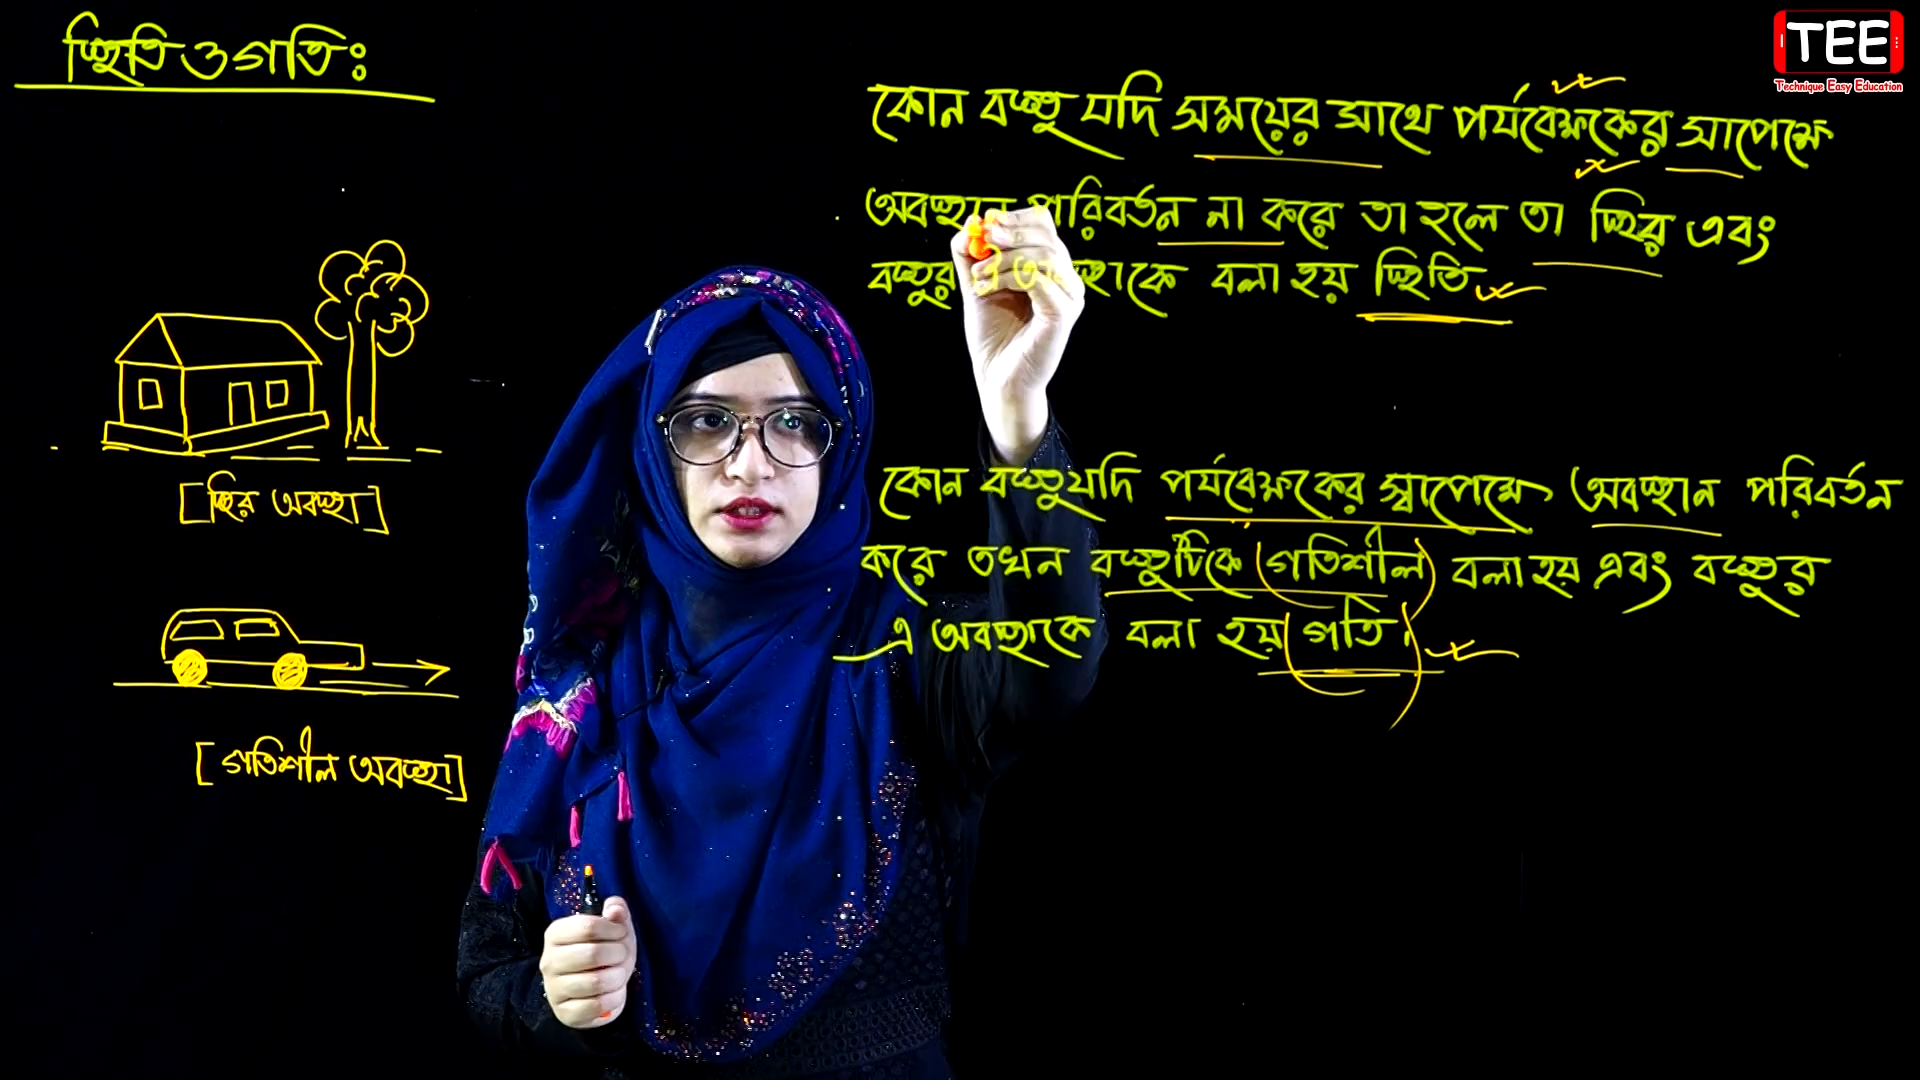 স্থিতি ও গতি:
TEE
Technique Easy Education
কোন বস্তু যদি সময়ের সাথে পর্যবেক্ষকের সাপেক্ষে
অবস্থান পরিবর্তন না করে তা হলে তা স্থির এবং
বস্তুর এ অবস্থাকে বলা হয় স্থিতি
[স্থির অবস্থা]
কোন বস্তু যদি পর্যবেক্ষকের স্বাপেক্ষে অবস্থান পরিবর্তন
করে তখন বস্তুটিকে (গতিশীল) বলা হয় এবং বস্তুর
এ অবস্থাকে বলা হয় (গতি।)
[গতিশীল অবস্থা]